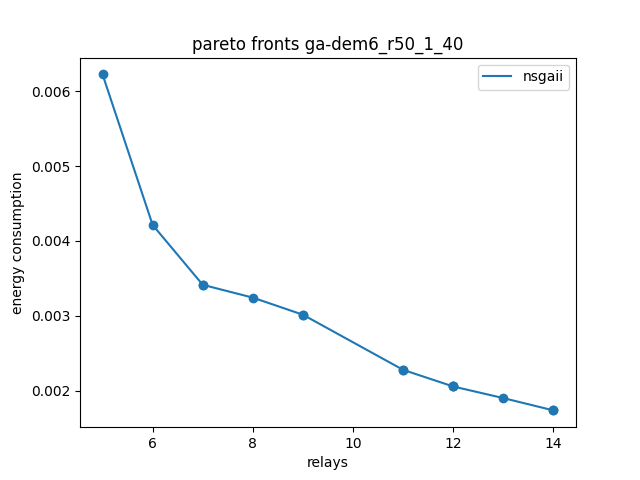 pareto fronts ga-dem6_r50_1_40
nsgaii
0.006
0.005
0.004
0.003
0.002
energy consumption
6 8 10 12 14
relays